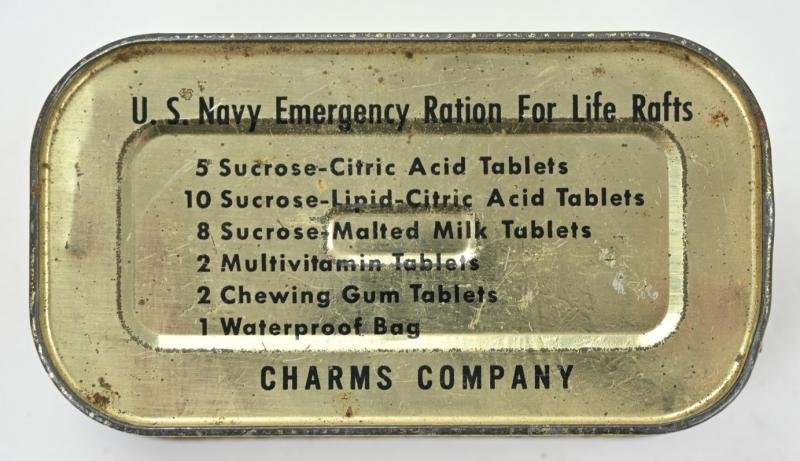 U. S. Navy Emergency Ration For Life Rafts
5 Sucrose-Citric Acid Tablets
10 Sucrose-Lipid-Citric Acid Tablets
8 Sucrose-Malted Milk Tablets
2 Multivitamin Tablets
2 Chewing Gum Tablets
1 Waterproof Bag
CHARMS COMPANY